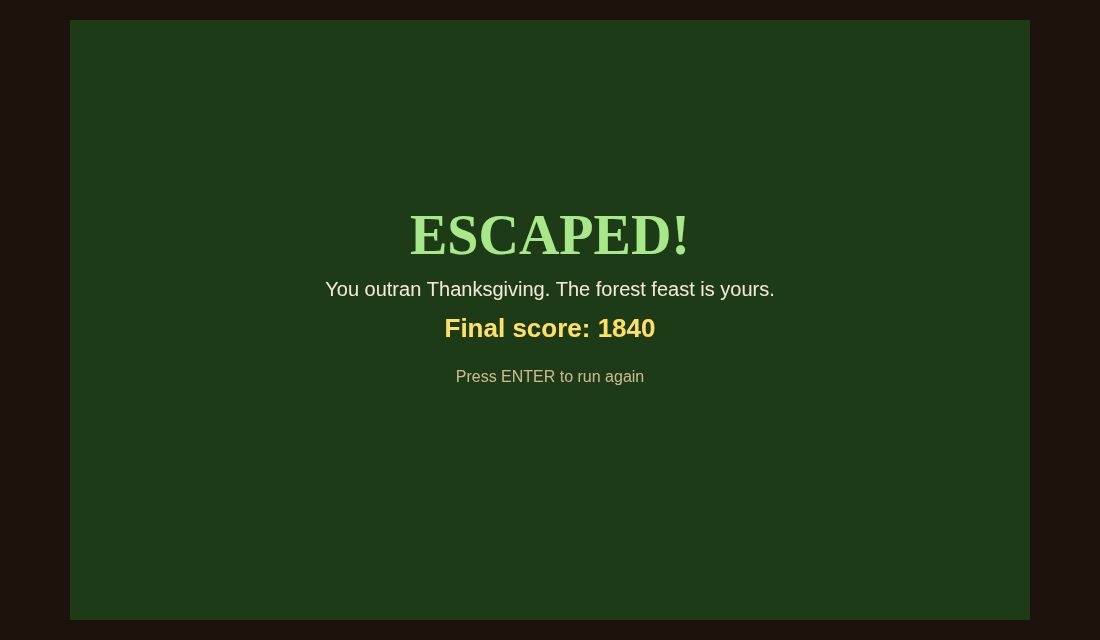 ESCAPED!
You outran Thanksgiving. The forest feast is yours.
Final score: 1840
Press ENTER to run again